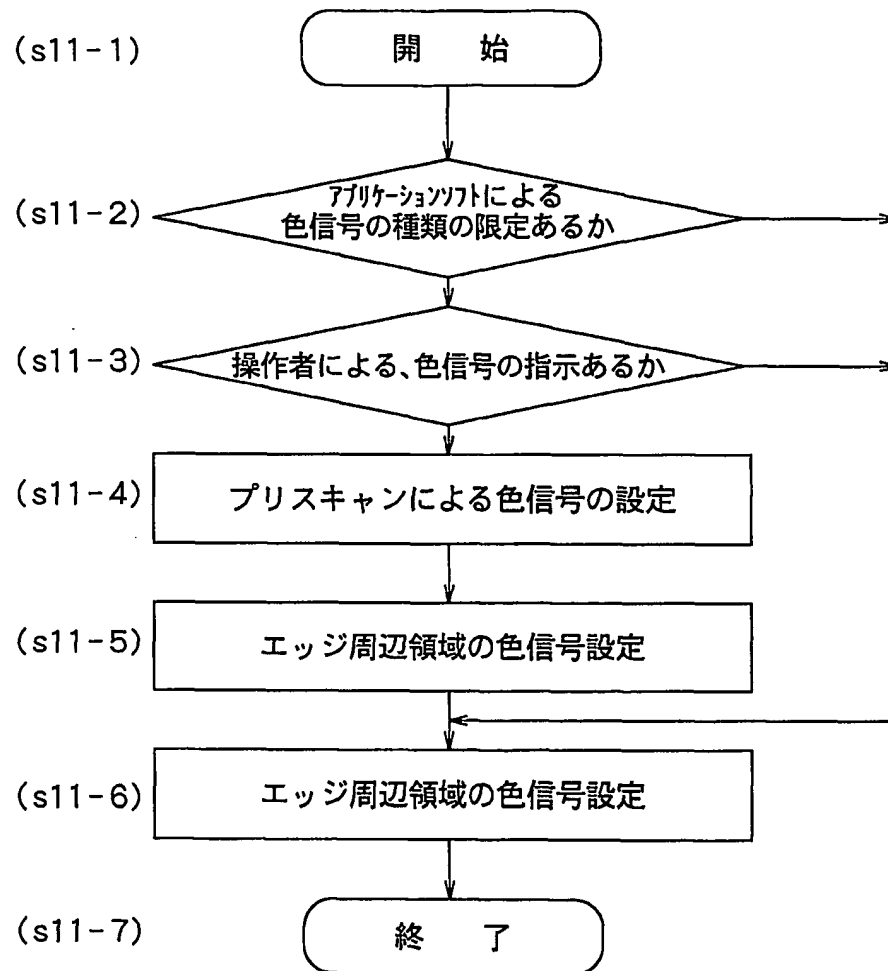 (s11-1)
開 始
(s11-2)
アプリケーションソフトによる
色信号の種類の限定あるか
(s11-3)
操作者による、色信号の指示あるか
(s11-4)
プリスキャンによる色信号の設定
(s11-5)
エッジ周辺領域の色信号設定
(s11-6)
エッジ周辺領域の色信号設定
(s11-7)
終 了